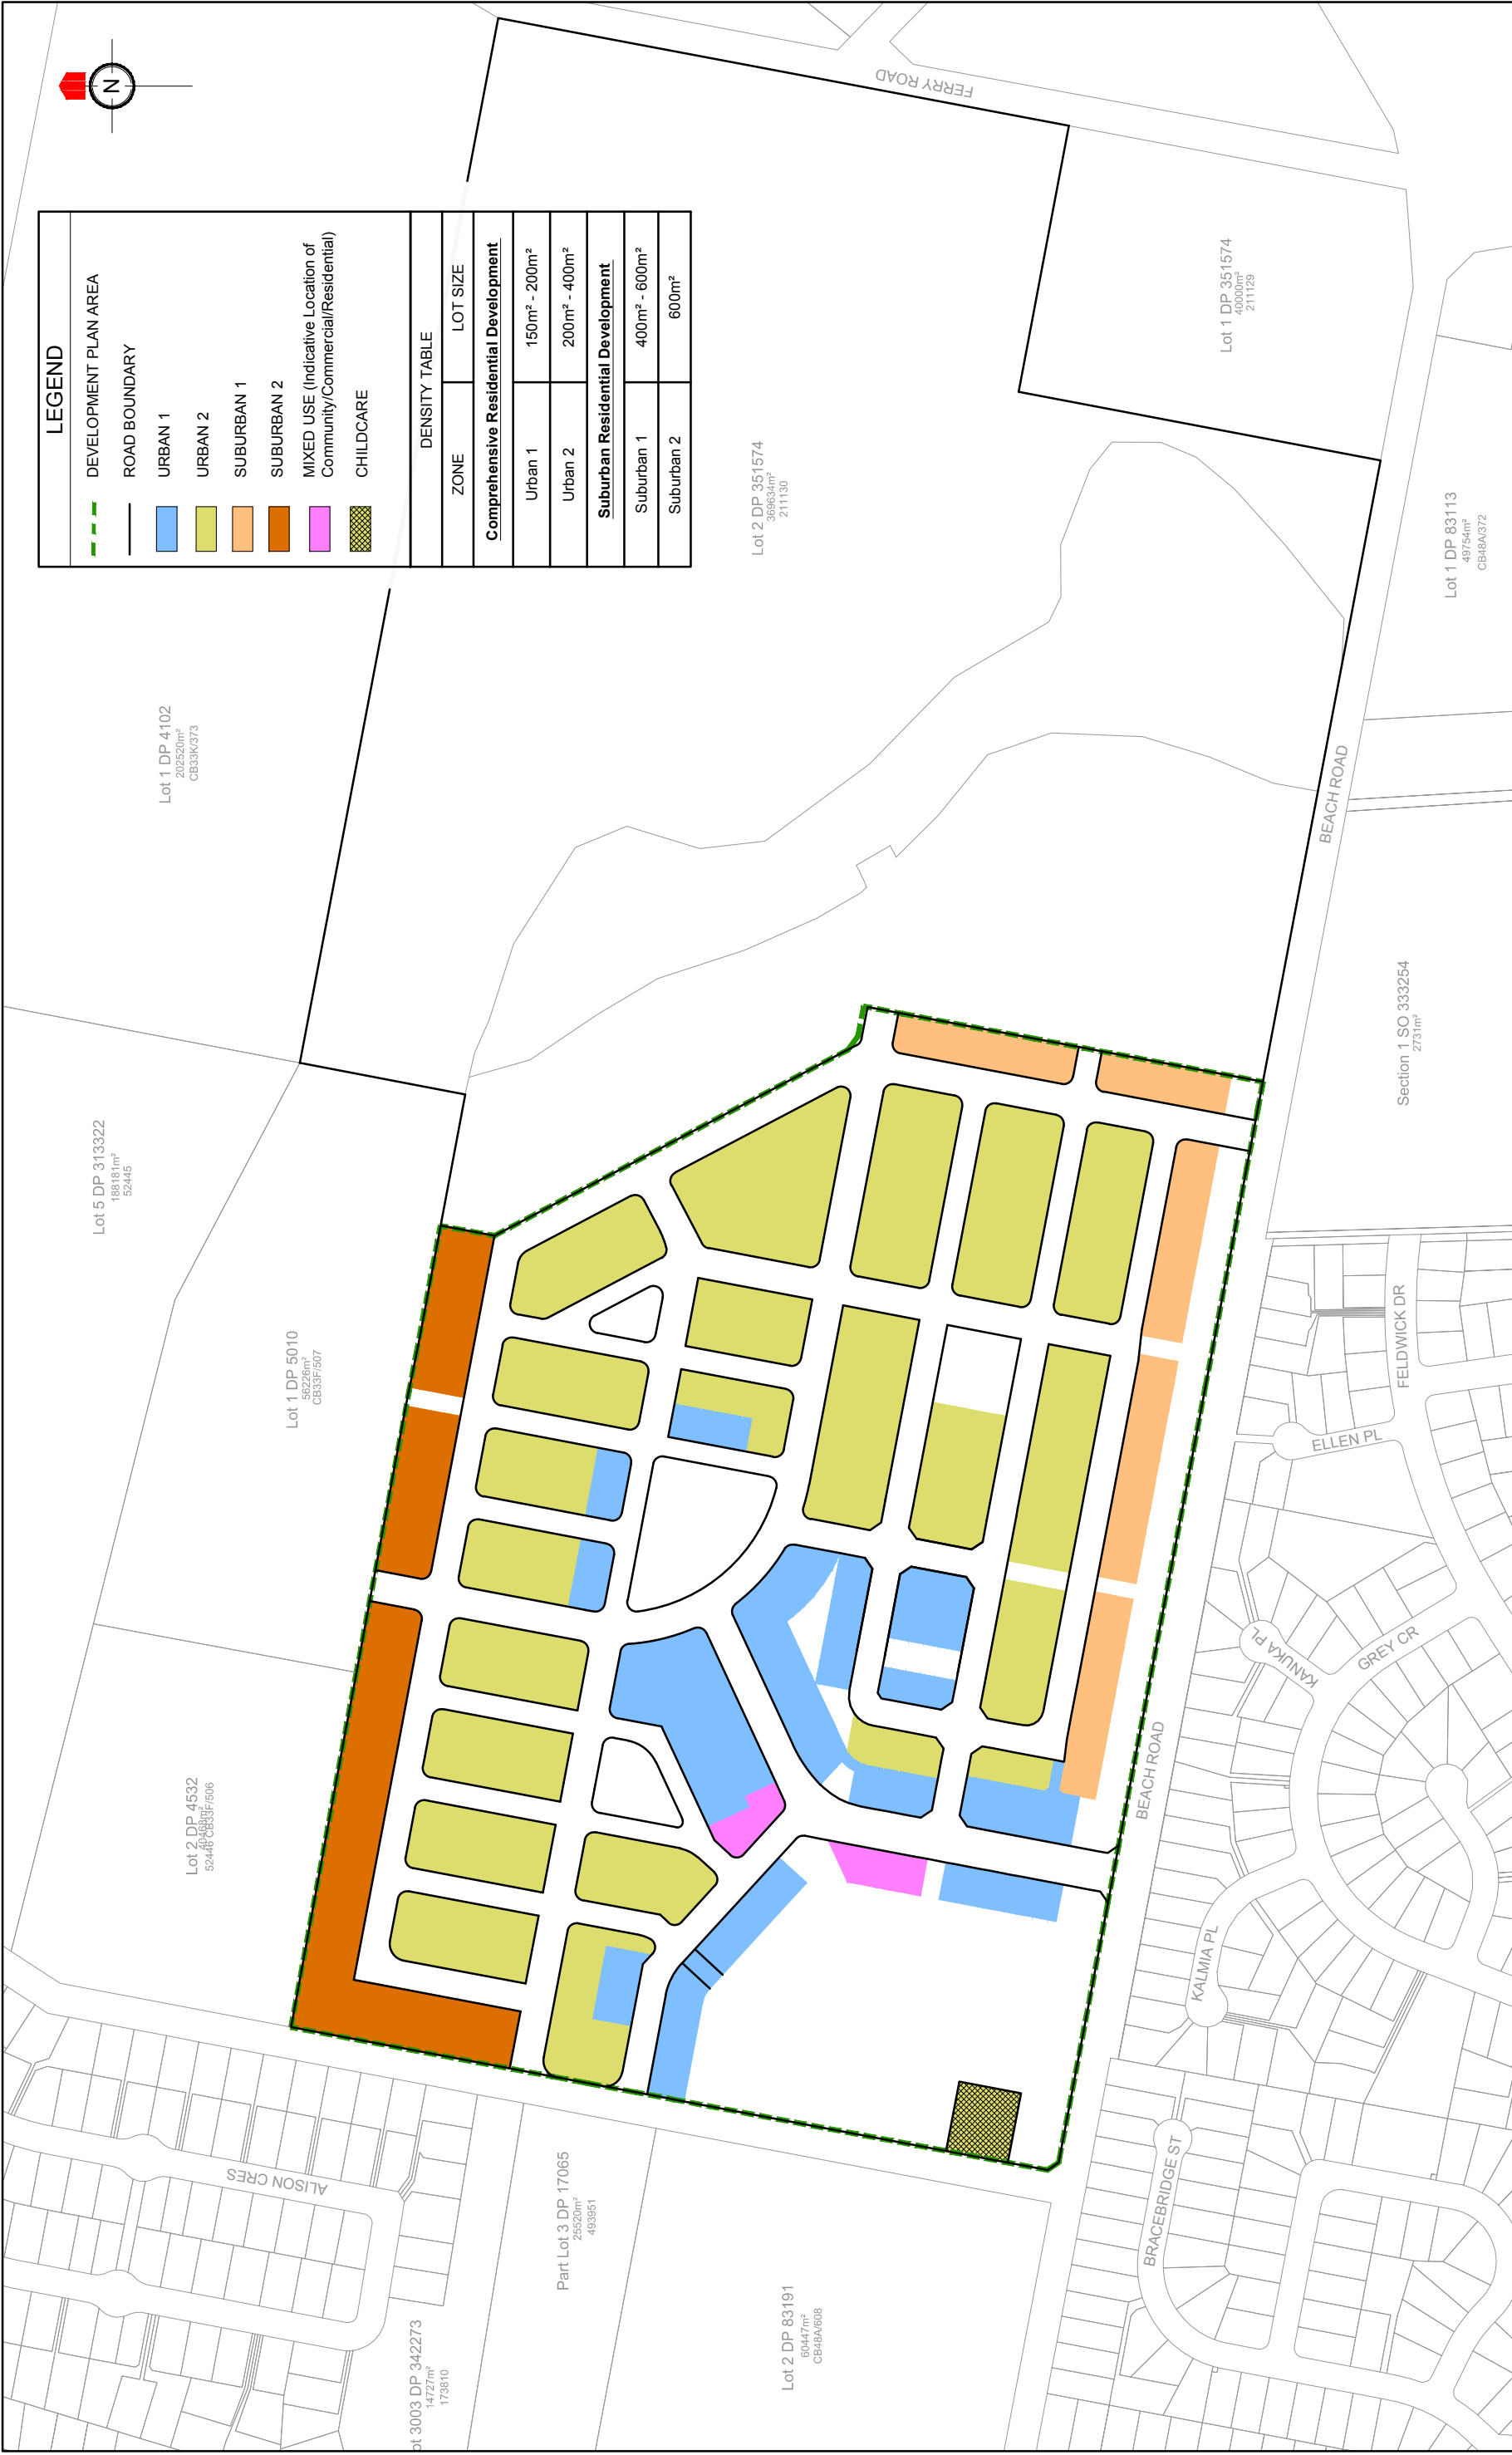 N
LEGEND
DEVELOPMENT PLAN AREA
ROAD BOUNDARY
URBAN 1
URBAN 2
SUBURBAN 1
SUBURBAN 2
MIXED USE (Indicative Location of
Community/Commercial/Residential)
CHILDCARE
DENSITY TABLE
ZONE LOT SIZE
Comprehensive Residential Development
Urban 1 150m² - 200m²
Urban 2 200m² - 400m²
Suburban Residential Development
Suburban 1 400m² - 600m²
Suburban 2 600m²
FERRY ROAD
Lot 1 DP 4102
202520m²
CB33K/373
Lot 2 DP 351574
369634m²
211130
Lot 1 DP 351574
40000m²
211129
Lot 1 DP 83113
49754m²
CB48A/372
BEACH ROAD
Section 1 SO 333254
2731m²
Lot 5 DP 313322
188181m²
52445
Lot 1 DP 5010
56226m²
CB33F/507
Lot 2 DP 4532
52446 CB33F/506
FELDWICK DR
ELLEN PL
KANUKA PL
GREY CR
BEACH ROAD
KALMIA PL
BRACEBRIDGE ST
ALISON CRES
Part Lot 3 DP 17065
25520m²
493951
Lot 2 DP 83191
60447m²
CB48A/608
ot 3003 DP 342273
14727m²
173810